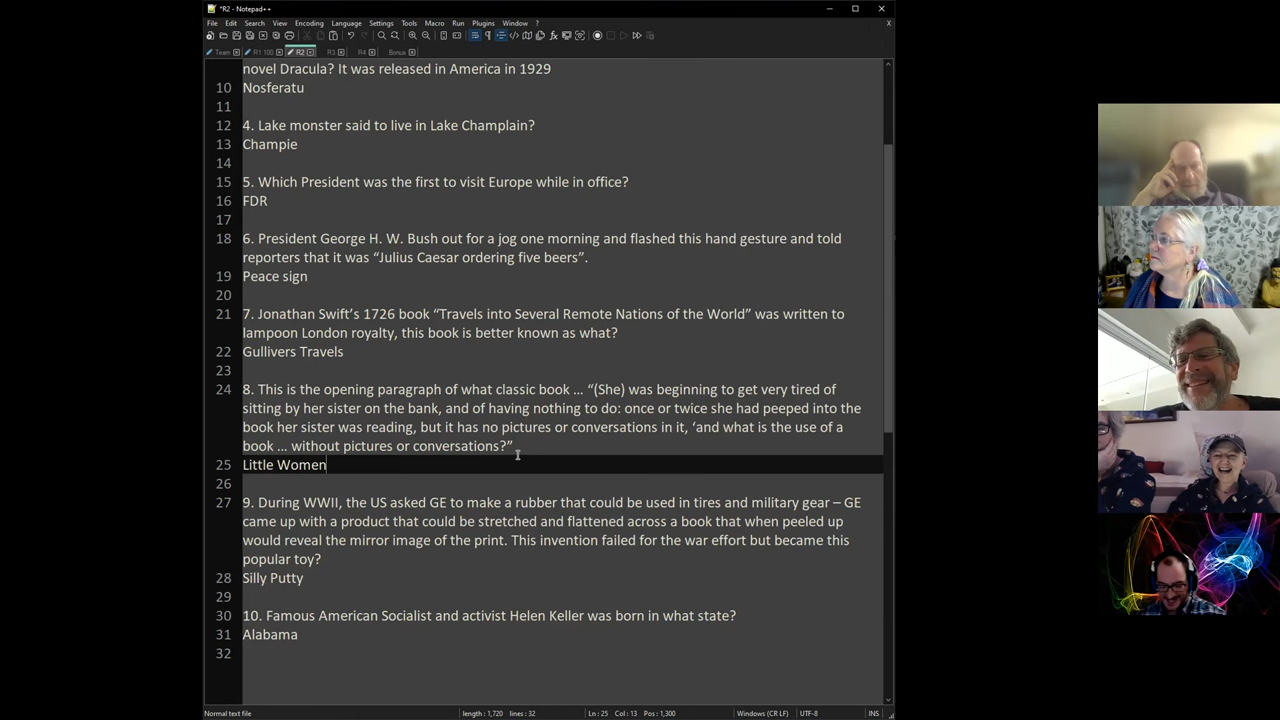 *R2 - Notepad++
File Edit Search View Encoding Language Settings Tools Macro Run Plugins Window ?
X
Team R1 100 R2 R3 R4 Bonus
novel Dracula? It was released in America in 1929
10 Nosferatu
11
12 4. Lake monster said to live in Lake Champlain?
13 Champie
14
15 5. Which President was the first to visit Europe while in office?
16 FDR
17
18 6. President George H. W. Bush out for a jog one morning and flashed this hand gesture and told
reporters that it was “Julius Caesar ordering five beers”.
19 Peace sign
20
21 7. Jonathan Swift’s 1726 book “Travels into Several Remote Nations of the World” was written to
lampoon London royalty, this book is better known as what?
22 Gullivers Travels
23
24 8. This is the opening paragraph of what classic book … “(She) was beginning to get very tired of
sitting by her sister on the bank, and of having nothing to do: once or twice she had peeped into the
book her sister was reading, but it has no pictures or conversations in it, ‘and what is the use of a
book … without pictures or conversations?”
25 Little Women
26
27 9. During WWII, the US asked GE to make a rubber that could be used in tires and military gear – GE
came up with a product that could be stretched and flattened across a book that when peeled up
would reveal the mirror image of the print. This invention failed for the war effort but became this
popular toy?
28 Silly Putty
29
30 10. Famous American Socialist and activist Helen Keller was born in what state?
31 Alabama
32
Normal text file length : 1,720 lines : 32 Ln : 25 Col : 13 Pos : 1,300 Windows (CR LF) UTF-8 INS